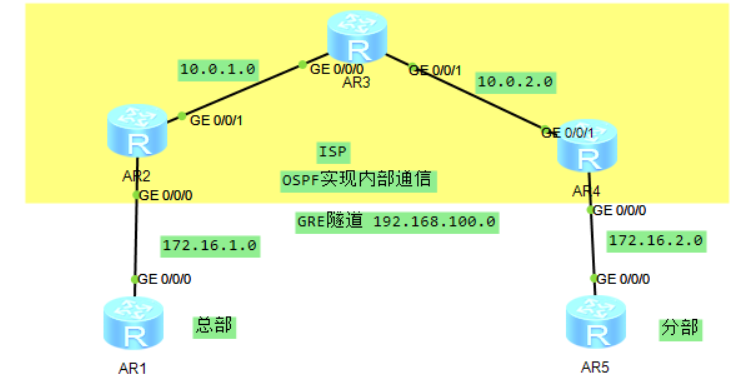 R
10.0.1.0
GE 0/0/0
AR3
GE 0/0/1
10.0.2.0
R
GE 0/0/1
GE 0/0/1
R
ISP
AR2
OSPF实现内部通信
AR4
GE 0/0/0
GE 0/0/0
GRE隧道 192.168.100.0
172.16.1.0
172.16.2.0
GE 0/0/0
GE 0/0/0
R
总部
R
分部
AR1
AR5